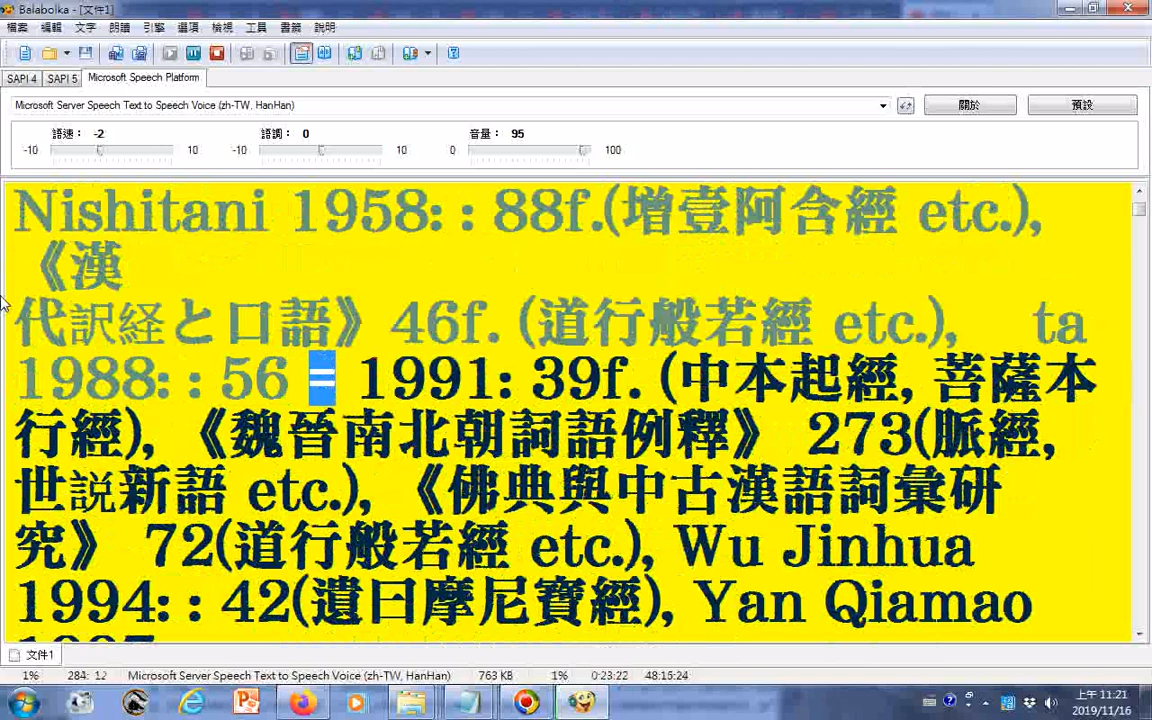 Balabolka - [文件1]
檔案 編輯 文字 朗讀 引擎 選項 檢視 工具 書籤 說明
SAPI 4 SAPI 5 Microsoft Speech Platform
Microsoft Server Speech Text to Speech Voice (zh-TW, HanHan) 關於 預設
語速： -2 語調： 0 音量： 95
-10 10 -10 10 0 100
Nishitani 1958: : 88f.(增壹阿含經 etc.),
《漢
代訳経と口語》46f. (道行般若經 etc.), ta
1988: : 56 = 1991: 39f. (中本起經, 菩薩本
行經), 《魏晉南北朝詞語例釋》 273(脈經,
世説新語 etc.), 《佛典與中古漢語詞彙研
究》 72(道行般若經 etc.), Wu Jinhua
1994: : 42(遺曰摩尼寶經), Yan Qiamao
文件1
1% 284: 12 Microsoft Server Speech Text to Speech Voice (zh-TW, HanHan) 763 KB 1% 0:23:22 48:15:24
上午 11:21
2019/11/16